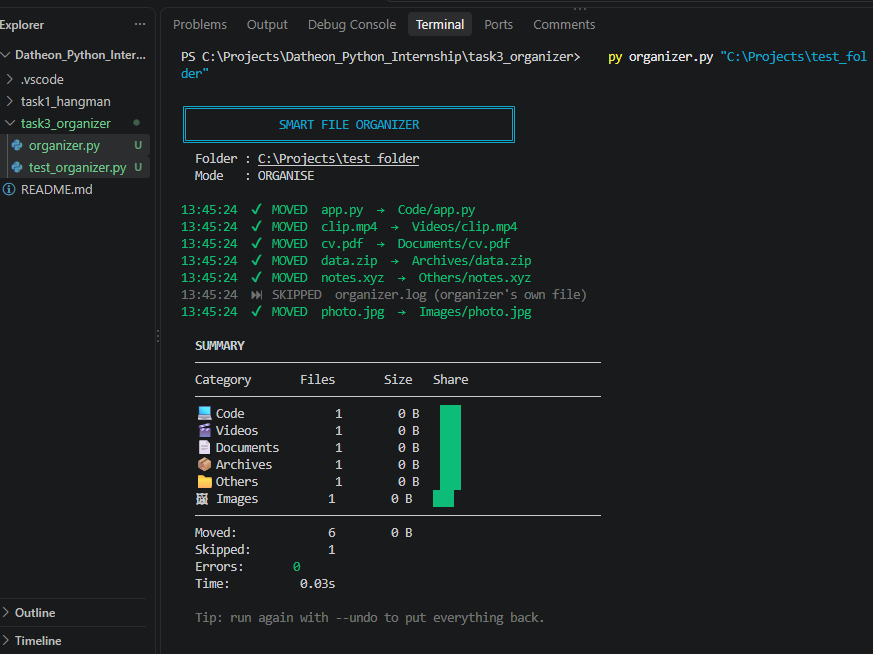 Explorer
Datheon_Python_Inter...
.vscode
task1_hangman
task3_organizer
organizer.py U
test_organizer.py U
README.md
Outline
Timeline
Problems Output Debug Console Terminal Ports Comments
PS C:\Projects\Datheon_Python_Internship\task3_organizer> py organizer.py "C:\Projects\test_fol
der"
SMART FILE ORGANIZER
Folder : C:\Projects\test_folder
Mode : ORGANISE
13:45:24 ✔ MOVED app.py → Code/app.py
13:45:24 ✔ MOVED clip.mp4 → Videos/clip.mp4
13:45:24 ✔ MOVED cv.pdf → Documents/cv.pdf
13:45:24 ✔ MOVED data.zip → Archives/data.zip
13:45:24 ✔ MOVED notes.xyz → Others/notes.xyz
13:45:24 ⏭ SKIPPED organizer.log (organizer's own file)
13:45:24 ✔ MOVED photo.jpg → Images/photo.jpg
SUMMARY
Category Files Size Share
Code 1 0 B
Videos 1 0 B
Documents 1 0 B
Archives 1 0 B
Others 1 0 B
Images 1 0 B
Moved: 6 0 B
Skipped: 1
Errors: 0
Time: 0.03s
Tip: run again with --undo to put everything back.